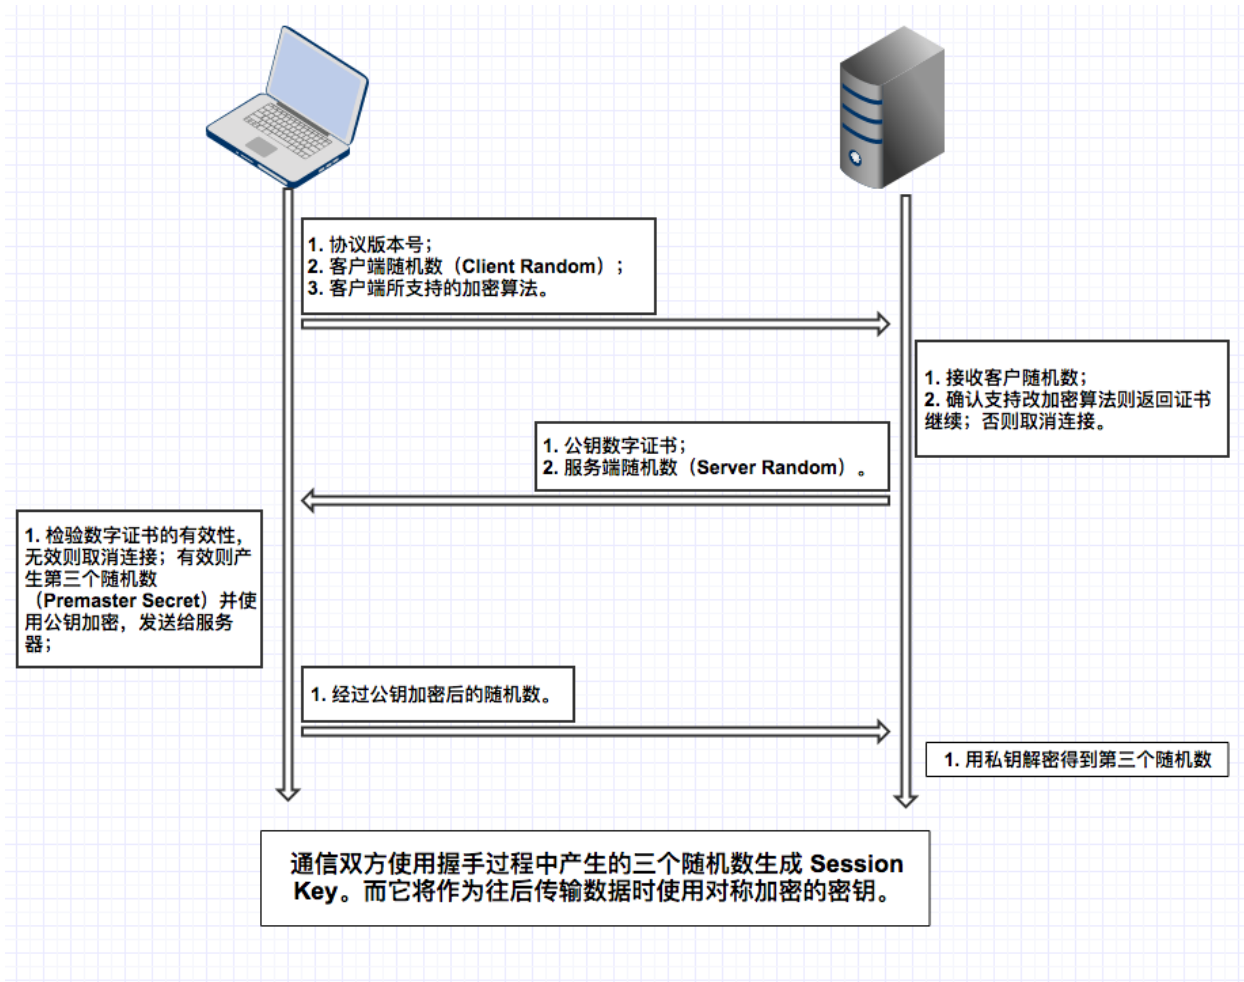 1. 协议版本号；
2. 客户端随机数（Client Random）；
3. 客户端所支持的加密算法。
1. 接收客户随机数；
2. 确认支持改加密算法则返回证书
继续；否则取消连接。
1. 公钥数字证书；
2. 服务端随机数（Server Random）。
1. 检验数字证书的有效性，
无效则取消连接；有效则产
生第三个随机数
（Premaster Secret）并使
用公钥加密，发送给服务
器；
1. 经过公钥加密后的随机数。
1. 用私钥解密得到第三个随机数
通信双方使用握手过程中产生的三个随机数生成 Session
Key。而它将作为往后传输数据时使用对称加密的密钥。